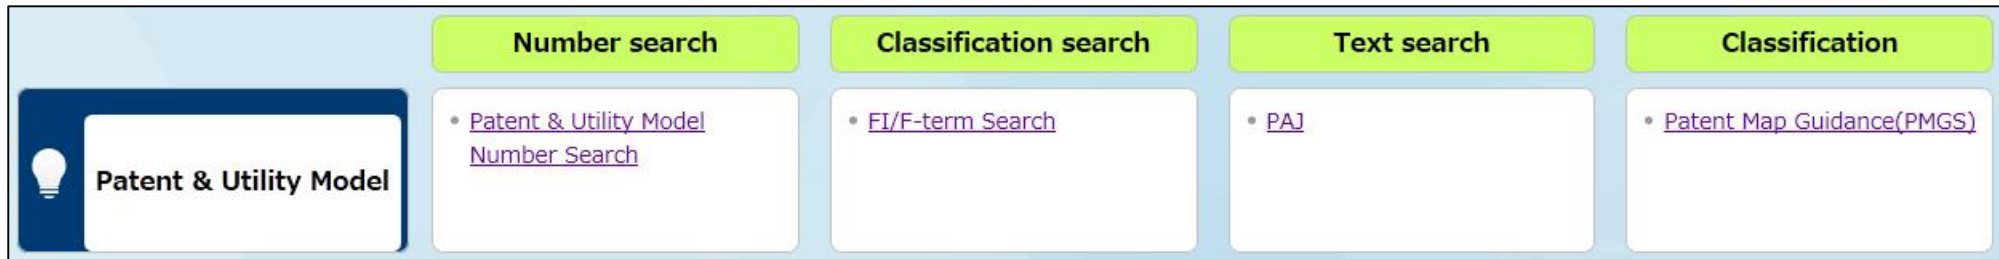 Number search
Classification search
Text search
Classification
Patent & Utility Model
• Patent & Utility Model
Number Search
• FI/F-term Search
• PAJ
• Patent Map Guidance(PMGS)